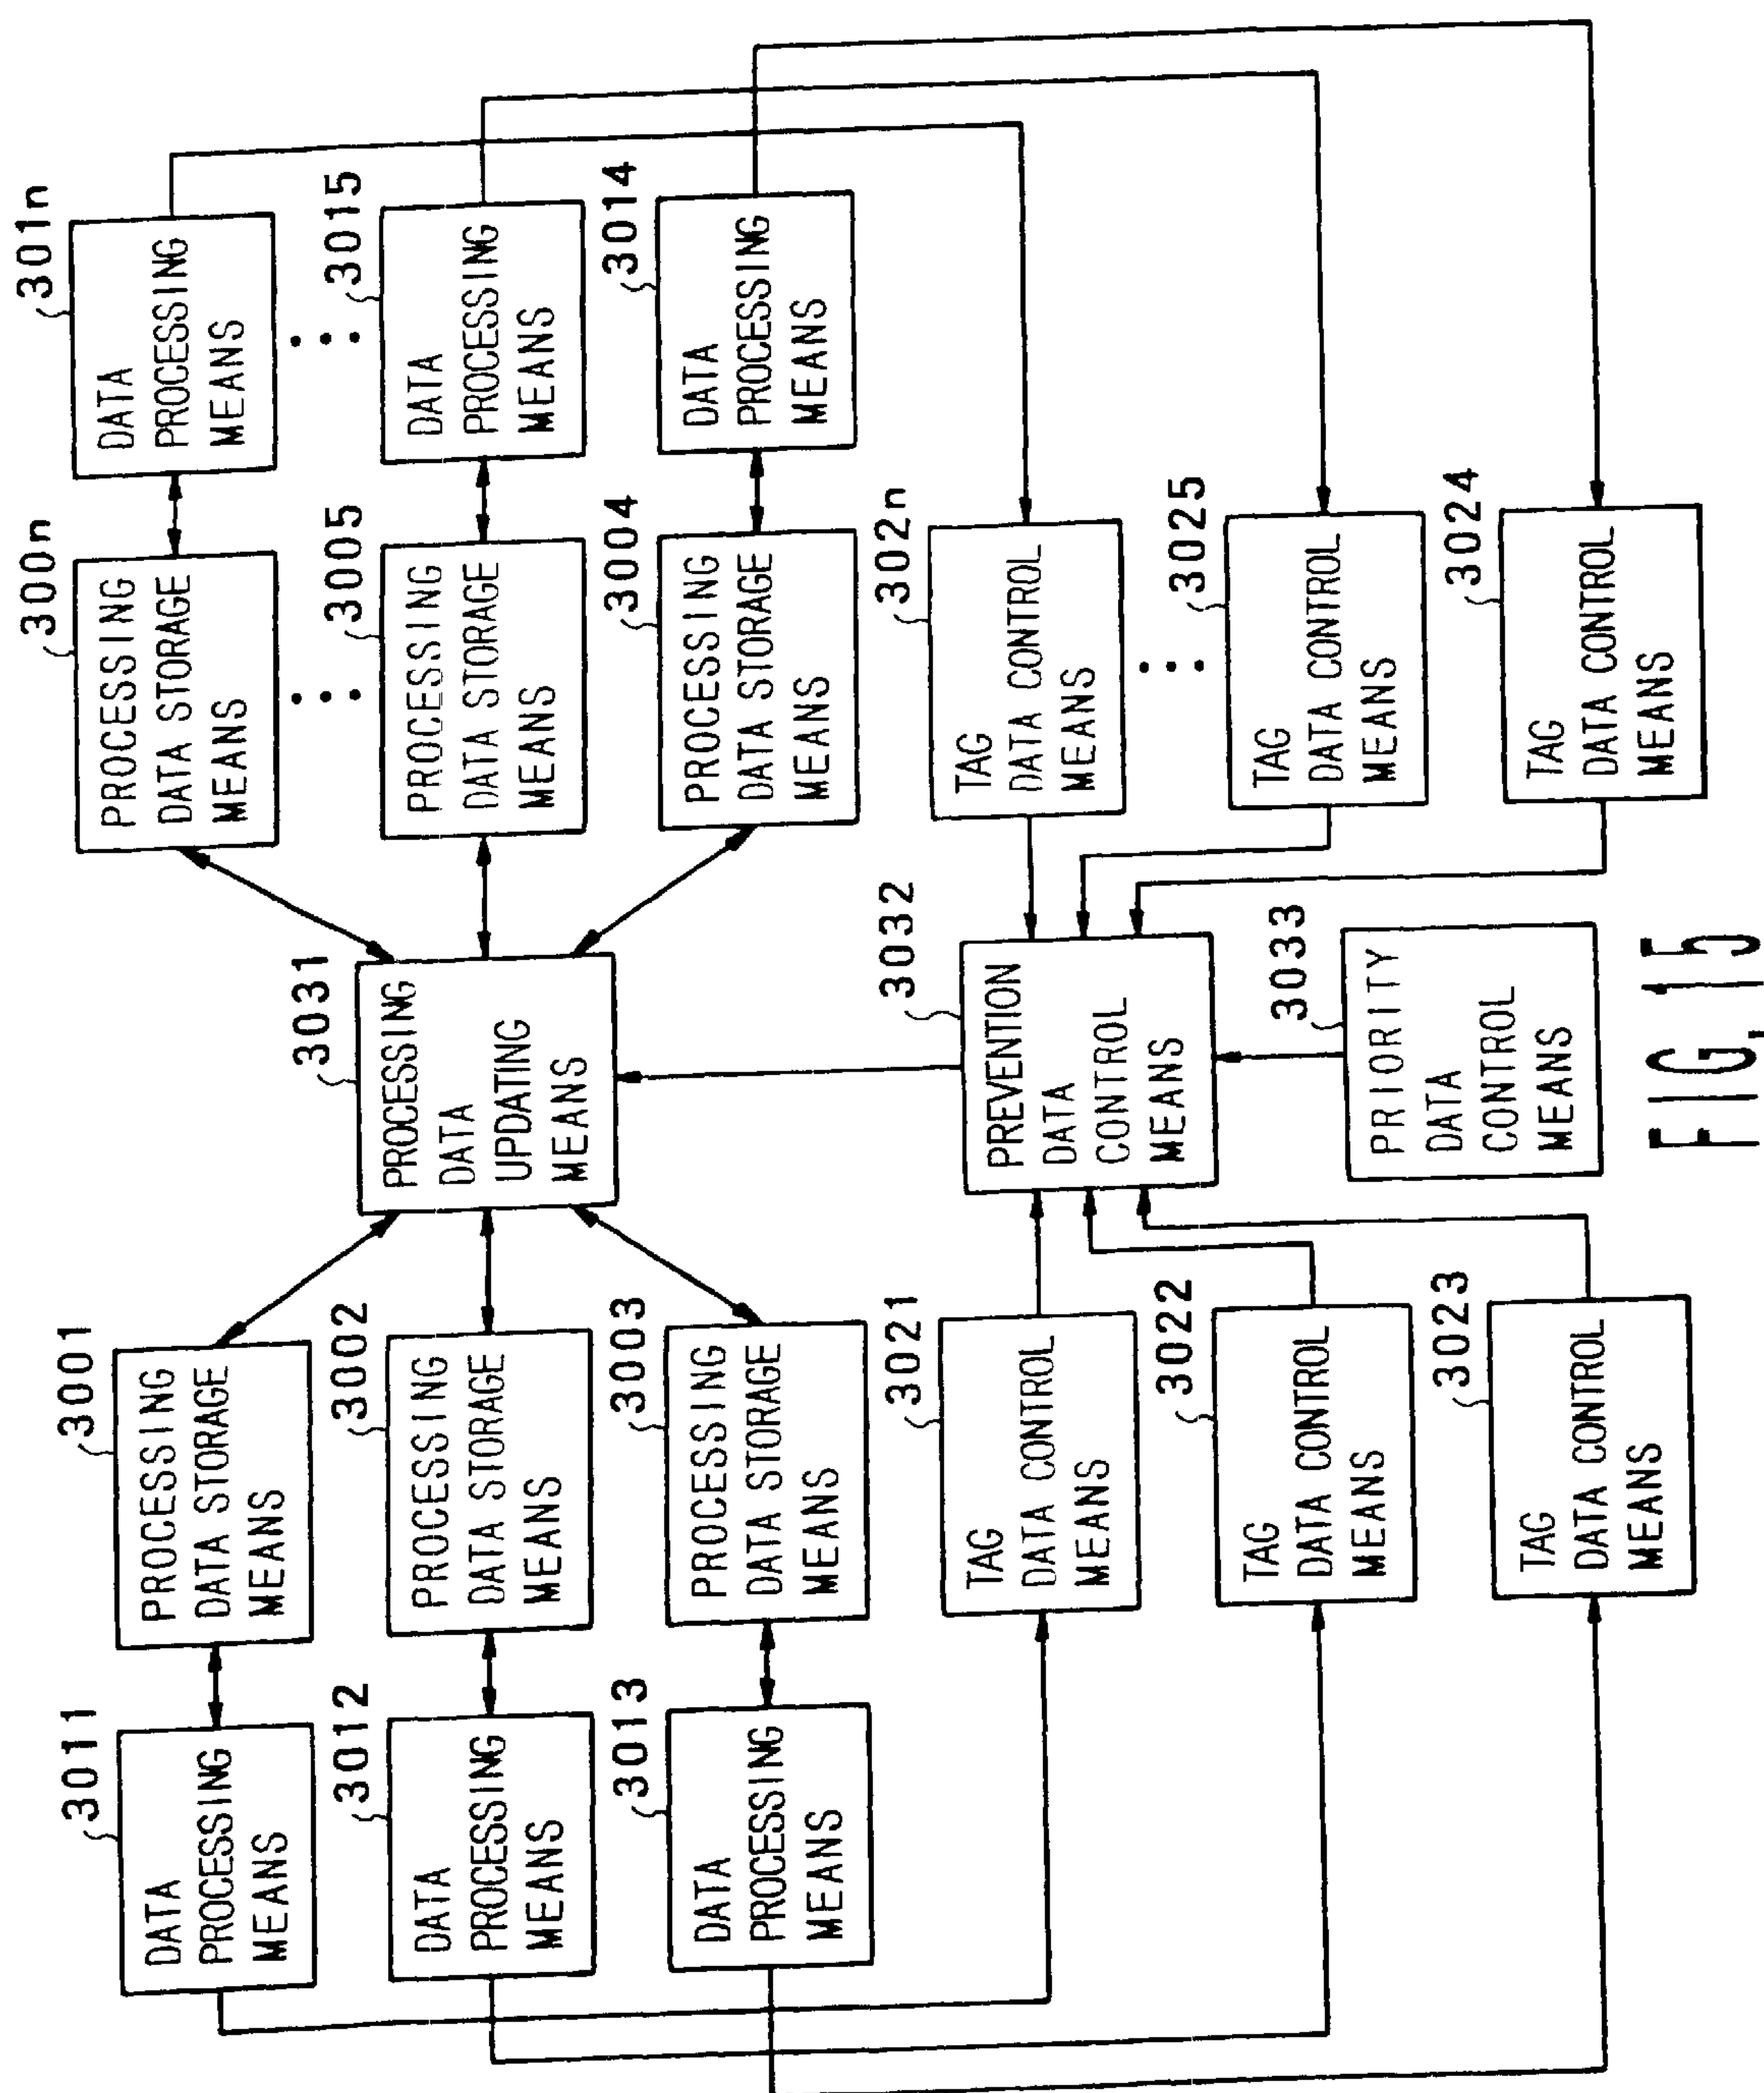 3011
DATA
PROCESSING
MEANS
3001
PROCESSING
DATA STORAGE
MEANS
300n
PROCESSING
DATA STORAGE
MEANS
301n
DATA
PROCESSING
MEANS
3031
PROCESSING
DATA
UPDATING
MEANS
3012
DATA
PROCESSING
MEANS
3002
PROCESSING
DATA STORAGE
MEANS
3005
PROCESSING
DATA STORAGE
MEANS
3015
DATA
PROCESSING
MEANS
3013
DATA
PROCESSING
MEANS
3003
PROCESSING
DATA STORAGE
MEANS
3004
PROCESSING
DATA STORAGE
MEANS
3014
DATA
PROCESSING
MEANS
3021
TAG
DATA CONTROL
MEANS
3032
PREVENTION
DATA
CONTROL
MEANS
302n
TAG
DATA CONTROL
MEANS
3022
TAG
DATA CONTROL
MEANS
3025
TAG
DATA CONTROL
MEANS
3023
TAG
DATA CONTROL
MEANS
3033
PRIORITY
DATA
CONTROL
MEANS
3024
TAG
DATA CONTROL
MEANS
FIG. 15